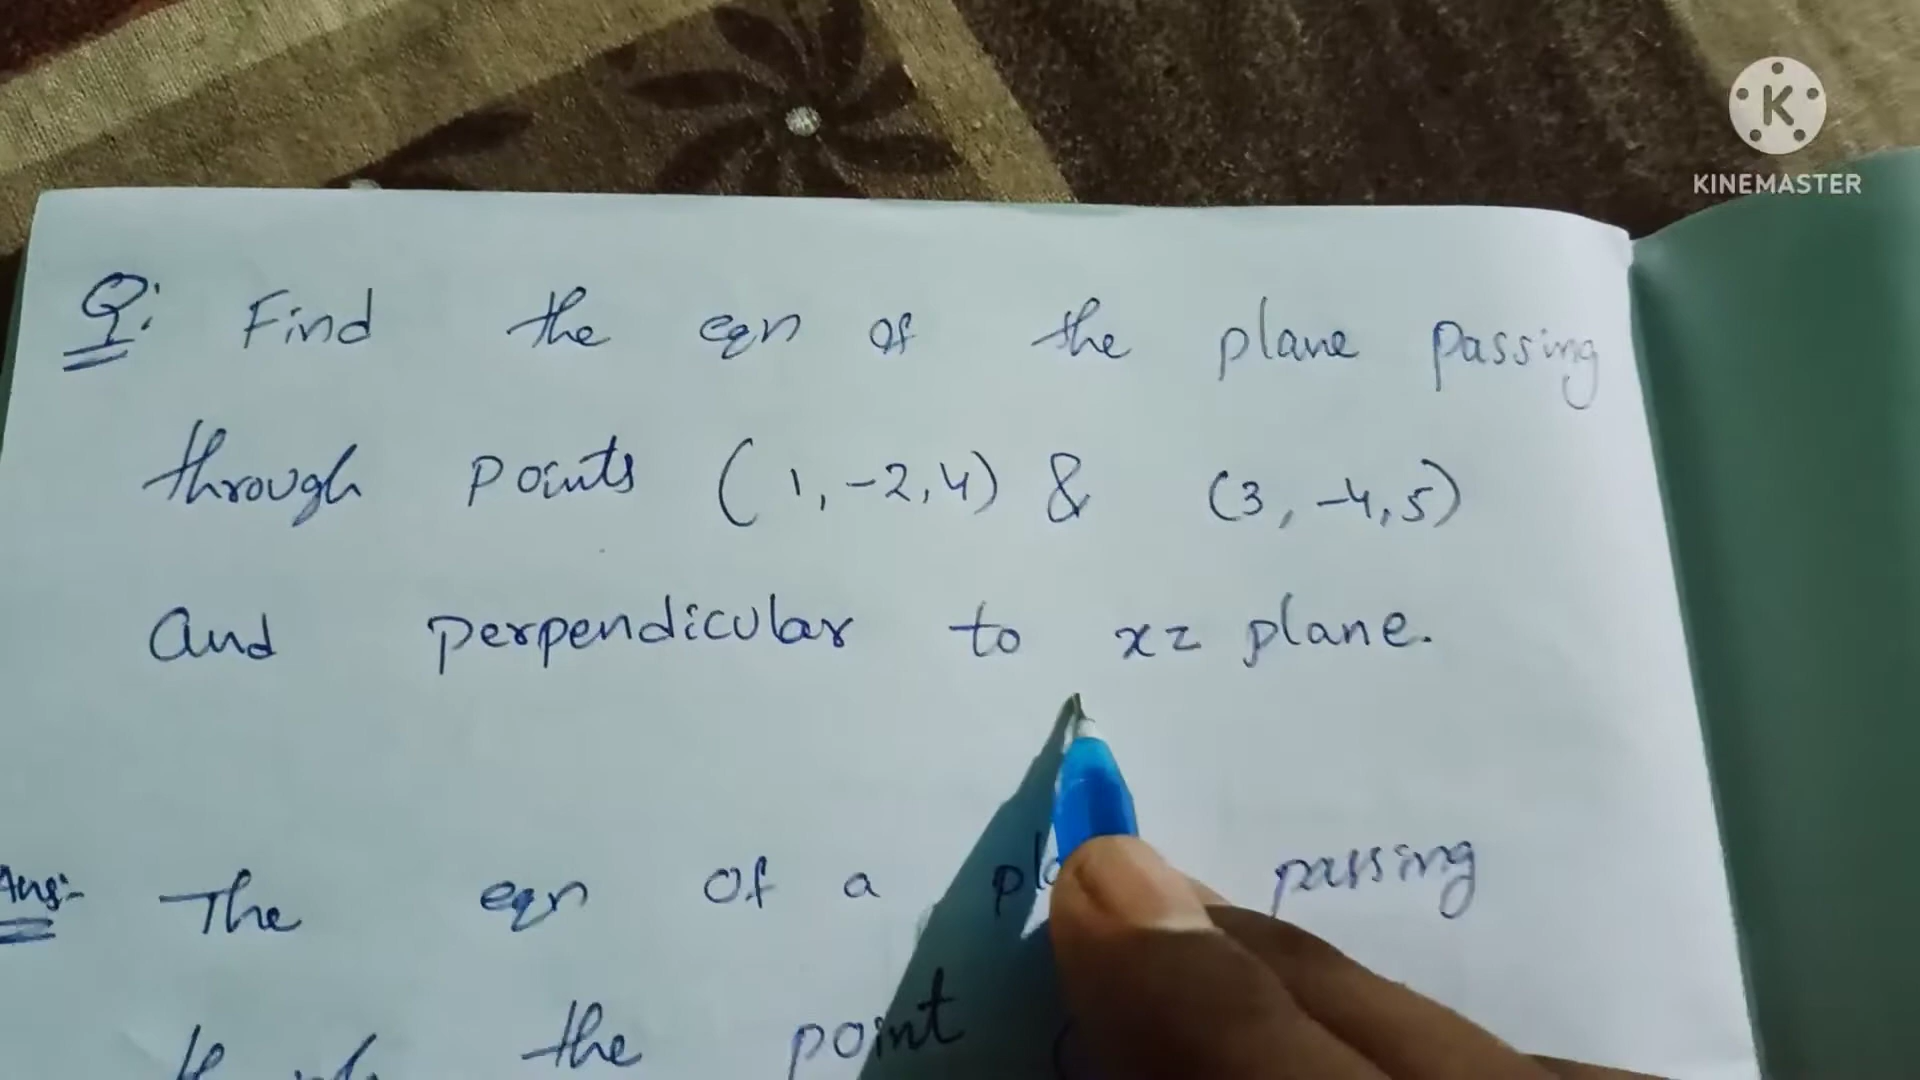 KINEMASTER
Q: Find the eqn of the plane passing
through points (1, -2, 4) & (3, -4, 5)
and perpendicular to xz plane.
Ans:- The eqn of a passing
the point